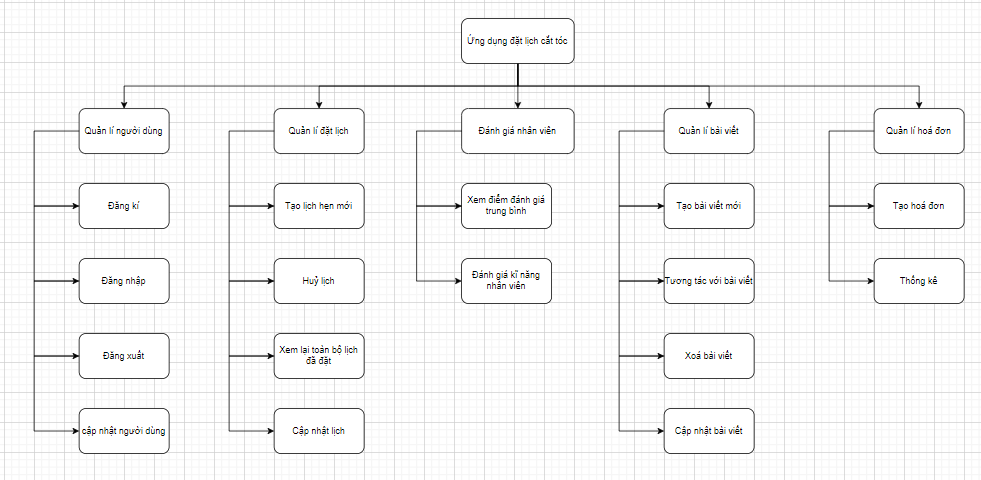 Ứng dụng đặt lịch cắt tóc
Quản lí người dùng
Quản lí đặt lịch
Đánh giá nhân viên
Quản lí bài viết
Quản lí hoá đơn
Đăng kí
Tạo lịch hẹn mới
Xem điểm đánh giá
trung bình
Tạo bài viết mới
Tạo hoá đơn
Đăng nhập
Huỷ lịch
Đánh giá kĩ năng
nhân viên
Tương tác với bài viết
Thống kê
Đăng xuất
Xem lại toàn bộ lịch
đã đặt
Xoá bài viết
cập nhật người dùng
Cập nhật lịch
Cập nhật bài viết